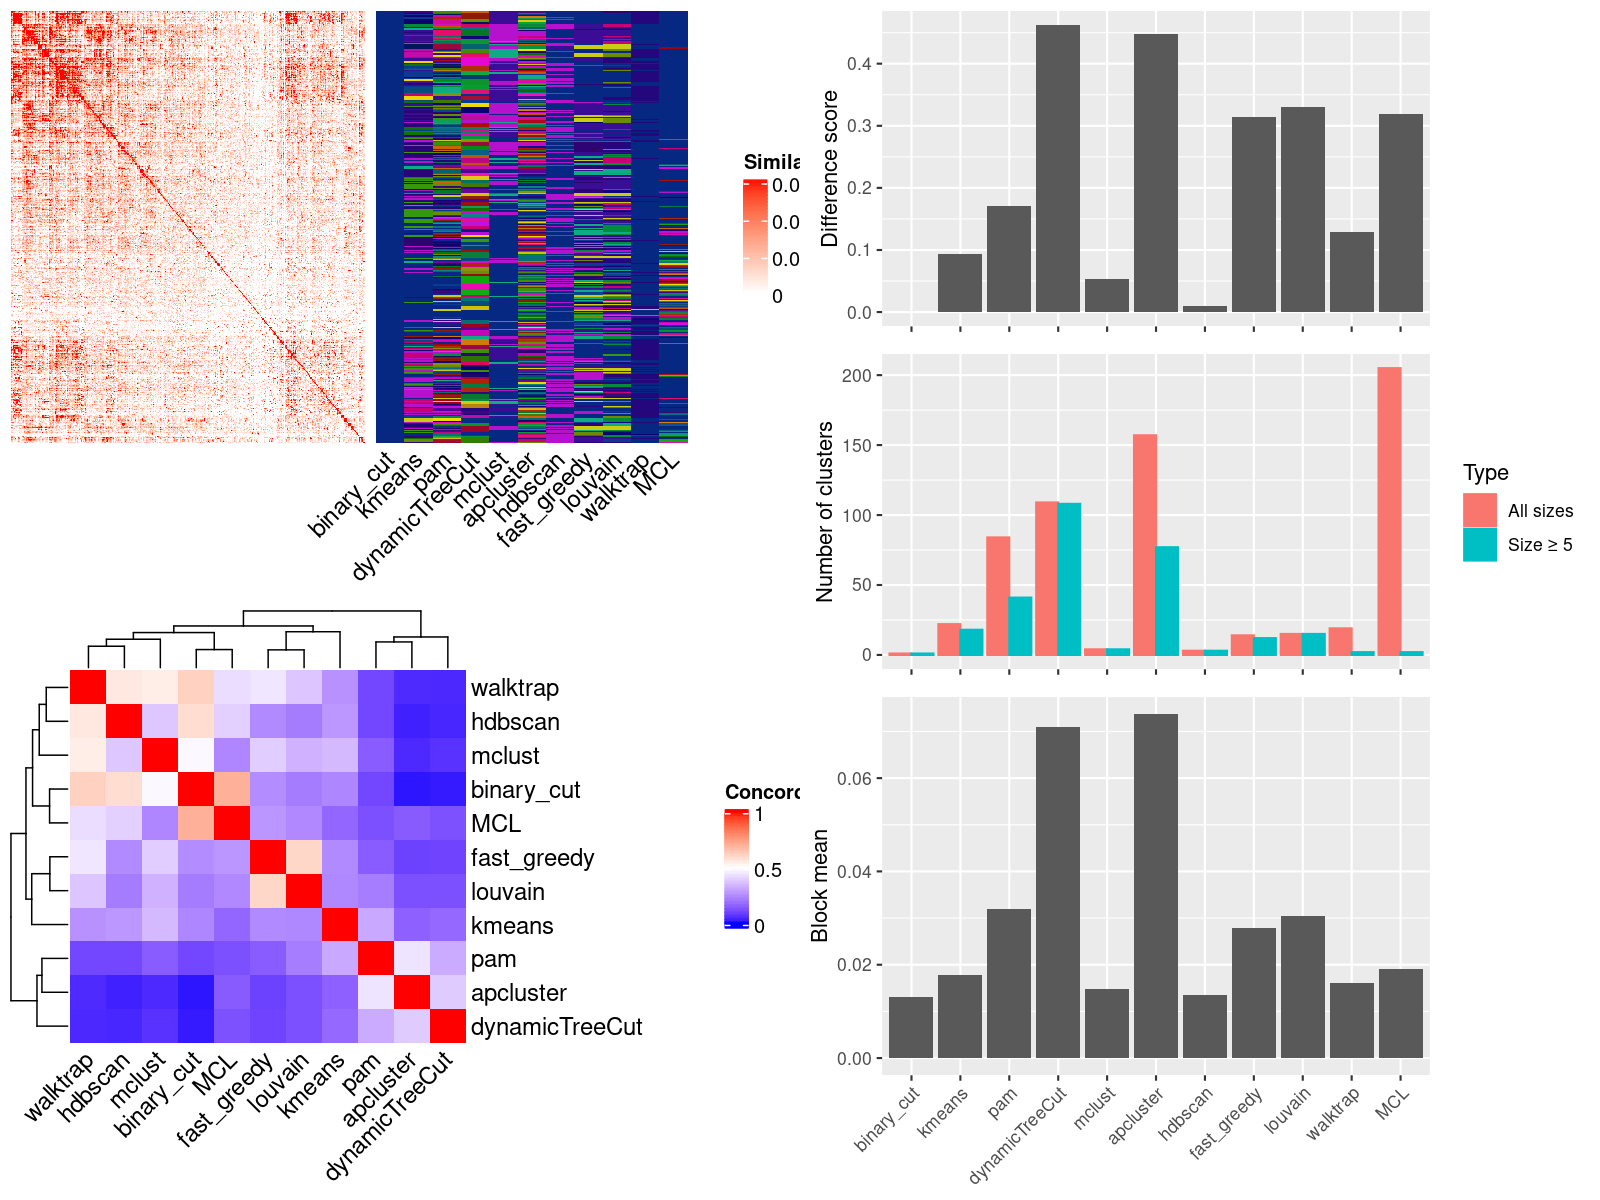 Simila
0.0
0.0
0.0
0
binary_cut
kmeans
pam
dynamicTreeCut
mclust
apcluster
hdbscan
fast_greedy
louvain
walktrap
MCL
walktrap
hdbscan
mclust
binary_cut
MCL
fast_greedy
louvain
kmeans
pam
apcluster
dynamicTreeCut
walktrap
hdbscan
mclust
binary_cut
MCL
fast_greedy
louvain
kmeans
pam
apcluster
dynamicTreeCut
Concord
1
0.5
0
Difference score
0.4
0.3
0.2
0.1
0.0
Number of clusters
200
150
100
50
0
Type
All sizes
Size ≥ 5
Block mean
0.06
0.04
0.02
0.00
binary_cut
kmeans
pam
dynamicTreeCut
mclust
apcluster
hdbscan
fast_greedy
louvain
walktrap
MCL